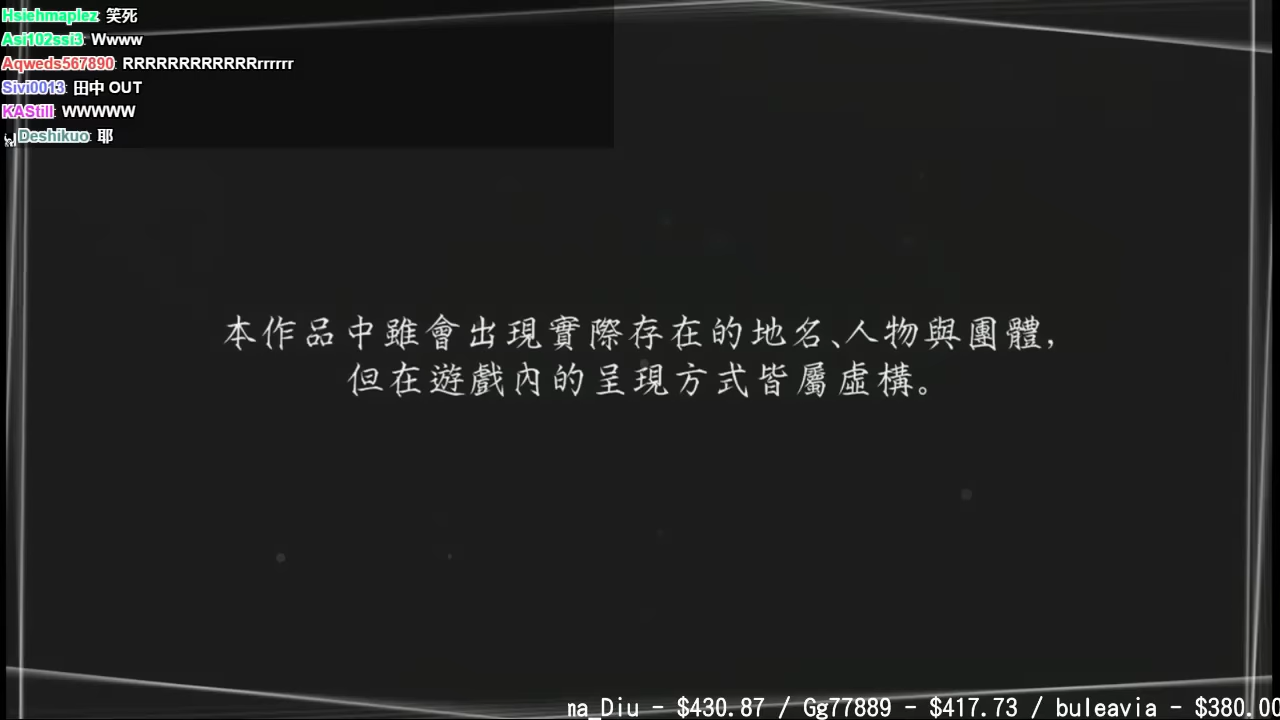 Hsiehmaplez: 笑死
Asl102ssi3: Wwww
Aqweds567890: RRRRRRRRRRRRrrrrrr
Sivi0013: 田中 OUT
KAStill: WWWWW
Deshikuo: 耶
本作品中雖會出現實際存在的地名、人物與團體,
但在遊戲內的呈現方式皆屬虛構。
ma_Diu - $430.87 / Gg77889 - $417.73 / buleavia - $380.00